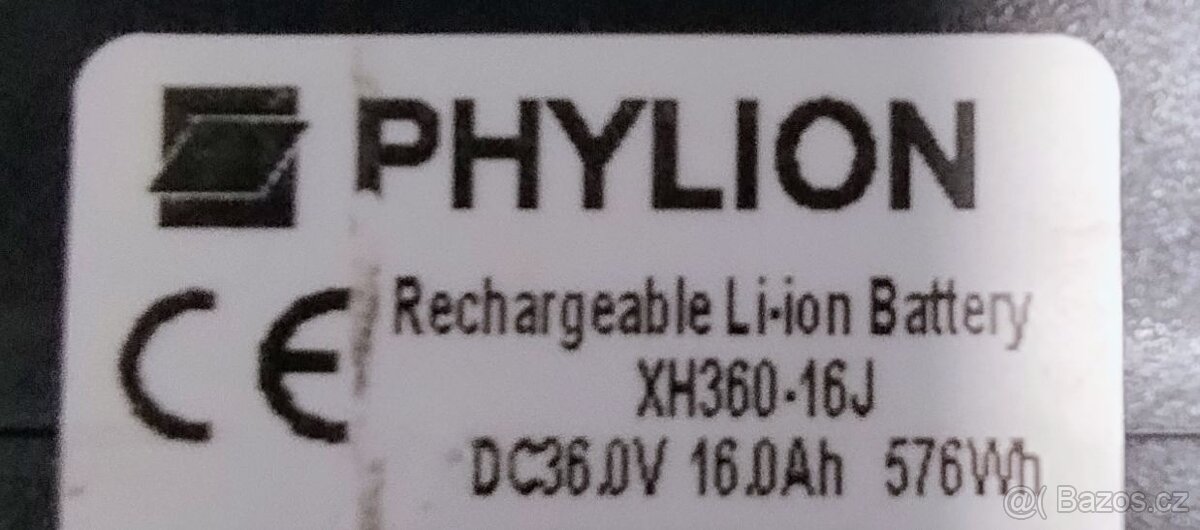 PHYLION
CE Rechargeable Li-ion Battery
XH360-16J
DC36.0V 16.0Ah 576Wh
@( Bazos.cz